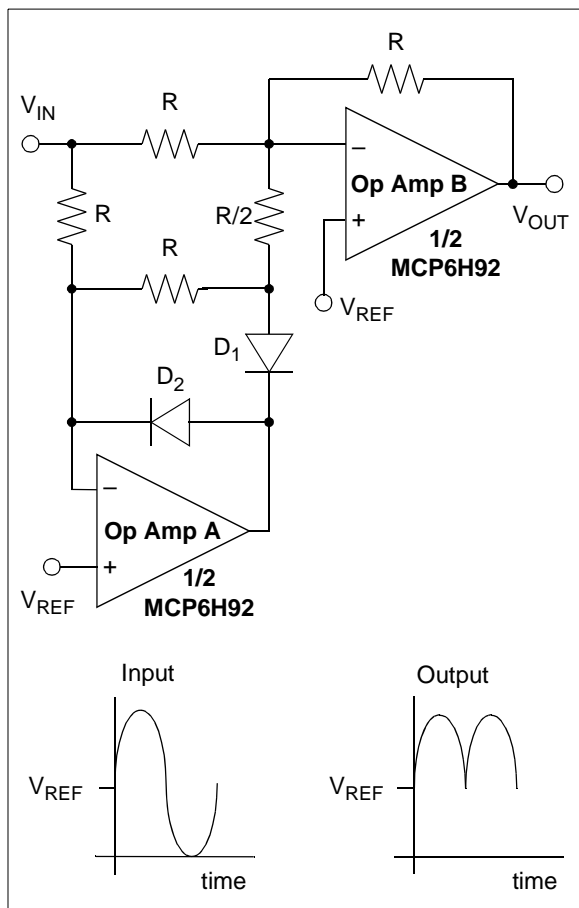 R
V_IN
R
R
R/2
R
−
Op Amp B
+
1/2
MCP6H92
V_OUT
V_REF
D_1
D_2
−
Op Amp A
+
1/2
MCP6H92
V_REF
Input
Output
V_REF
V_REF
time
time